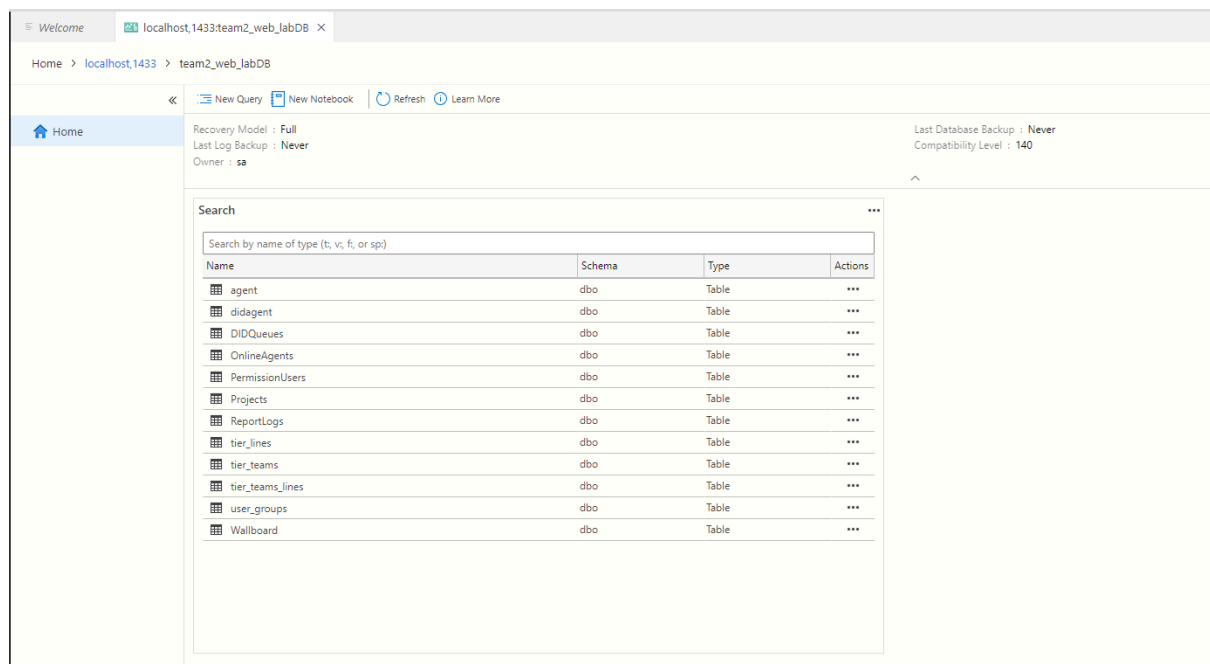 Welcome localhost,1433:team2_web_labDB
Home > localhost,1433 > team2_web_labDB
New Query New Notebook Refresh Learn More
Home
Recovery Model : Full
Last Log Backup : Never
Owner : sa
Last Database Backup : Never
Compatibility Level : 140
Search
Search by name of type (t:, v:, f:, or sp:)
Name Schema Type Actions
agent dbo Table
didagent dbo Table
DIDQueues dbo Table
OnlineAgents dbo Table
PermissionUsers dbo Table
Projects dbo Table
ReportLogs dbo Table
tier_lines dbo Table
tier_teams dbo Table
tier_teams_lines dbo Table
user_groups dbo Table
Wallboard dbo Table